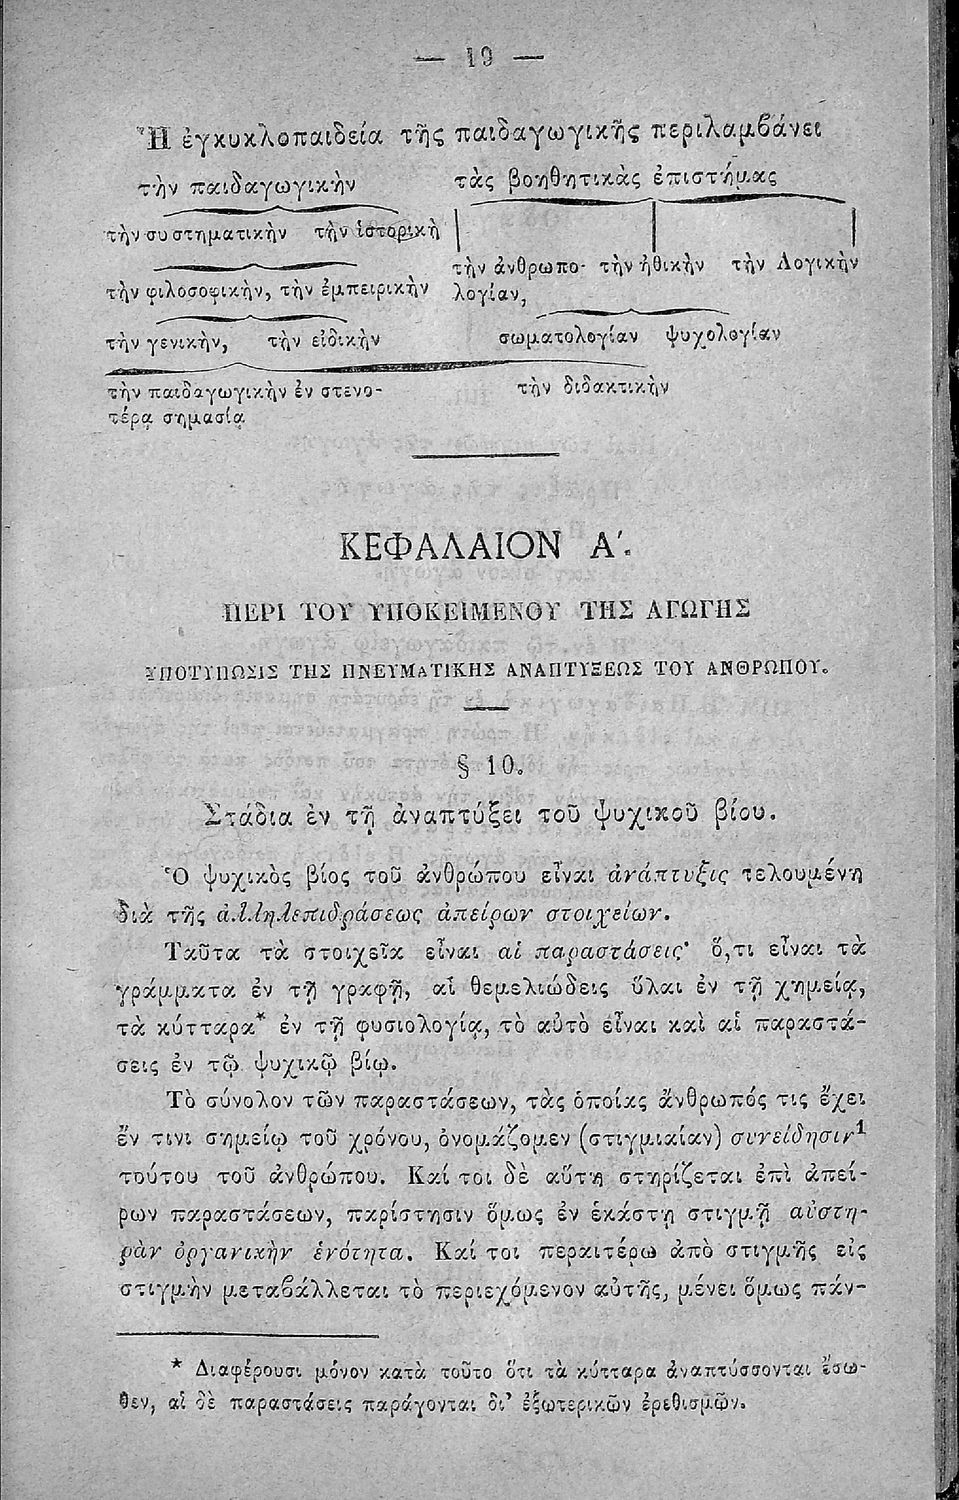 — 19 —
Ἡ ἐγκυκλοπαιδεία τῆς παιδαγωγικῆς περιλαμβάνει
τὴν παιδαγωγικὴν τὰς βοηθητικὰς ἐπιστήμας
τὴν συστηματικὴν τὴν ἱστορικὴ
τὴν ἀνθρωπο- τὴν ἠθικὴν τὴν Λογικὴν
τὴν φιλοσοφικὴν, τὴν ἐμπειρικὴν λογίαν,
τὴν γενικὴν, τὴν εἰδικὴν σωματολογίαν ψυχολογίαν
τὴν παιδαγωγικὴν ἐν στενο- τὴν διδακτικὴν
τέρᾳ σημασίᾳ
ΚΕΦΑΛΑΙΟΝ Α΄.
ΠΕΡΙ ΤΟΥ ΥΠΟΚΕΙΜΕΝΟΥ ΤΗΣ ΑΓΩΓΗΣ
ΥΠΟΤΥΠΩΣΙΣ ΤΗΣ ΠΝΕΥΜΑΤΙΚΗΣ ΑΝΑΠΤΥΞΕΩΣ ΤΟΥ ΑΝΘΡΩΠΟΥ.
§ 10.
Στάδια ἐν τῇ ἀναπτύξει τοῦ ψυχικοῦ βίου.
Ὁ ψυχικὸς βίος τοῦ ἀνθρώπου εἶναι ἀνάπτυξις τελουμένη
διὰ τῆς ἀλληλεπιδράσεως ἀπείρων στοιχείων.
Ταῦτα τὰ στοιχεῖα εἶναι αἱ παραστάσεις· ὅ,τι εἶναι τὰ
γράμματα ἐν τῇ γραφῇ, αἱ θεμελιώδεις ὕλαι ἐν τῇ χημείᾳ,
τὰ κύτταρα* ἐν τῇ φυσιολογίᾳ, τὸ αὐτὸ εἶναι καὶ αἱ παραστά-
σεις ἐν τῷ ψυχικῷ βίῳ.
Τὸ σύνολον τῶν παραστάσεων, τὰς ὁποίας ἄνθρωπός τις ἔχει
ἔν τινι σημείῳ τοῦ χρόνου, ὀνομάζομεν (στιγμιαίαν) συνείδησιν¹
τούτου τοῦ ἀνθρώπου. Καί τοι δὲ αὕτη στηρίζεται ἐπὶ ἀπεί-
ρων παραστάσεων, παρίστησιν ὅμως ἐν ἑκάστῃ στιγμῇ αὐστη-
ρὰν ὀργανικὴν ἑνότητα. Καί τοι περαιτέρω ἀπὸ στιγμῆς εἰς
στιγμὴν μεταβάλλεται τὸ περιεχόμενον αὐτῆς, μένει ὅμως πάν-
* Διαφέρουσι μόνον κατὰ τοῦτο ὅτι τὰ κύτταρα ἀναπτύσσονται ἔσω-
θεν, αἱ δὲ παραστάσεις παράγονται δι' ἐξωτερικῶν ἐρεθισμῶν.